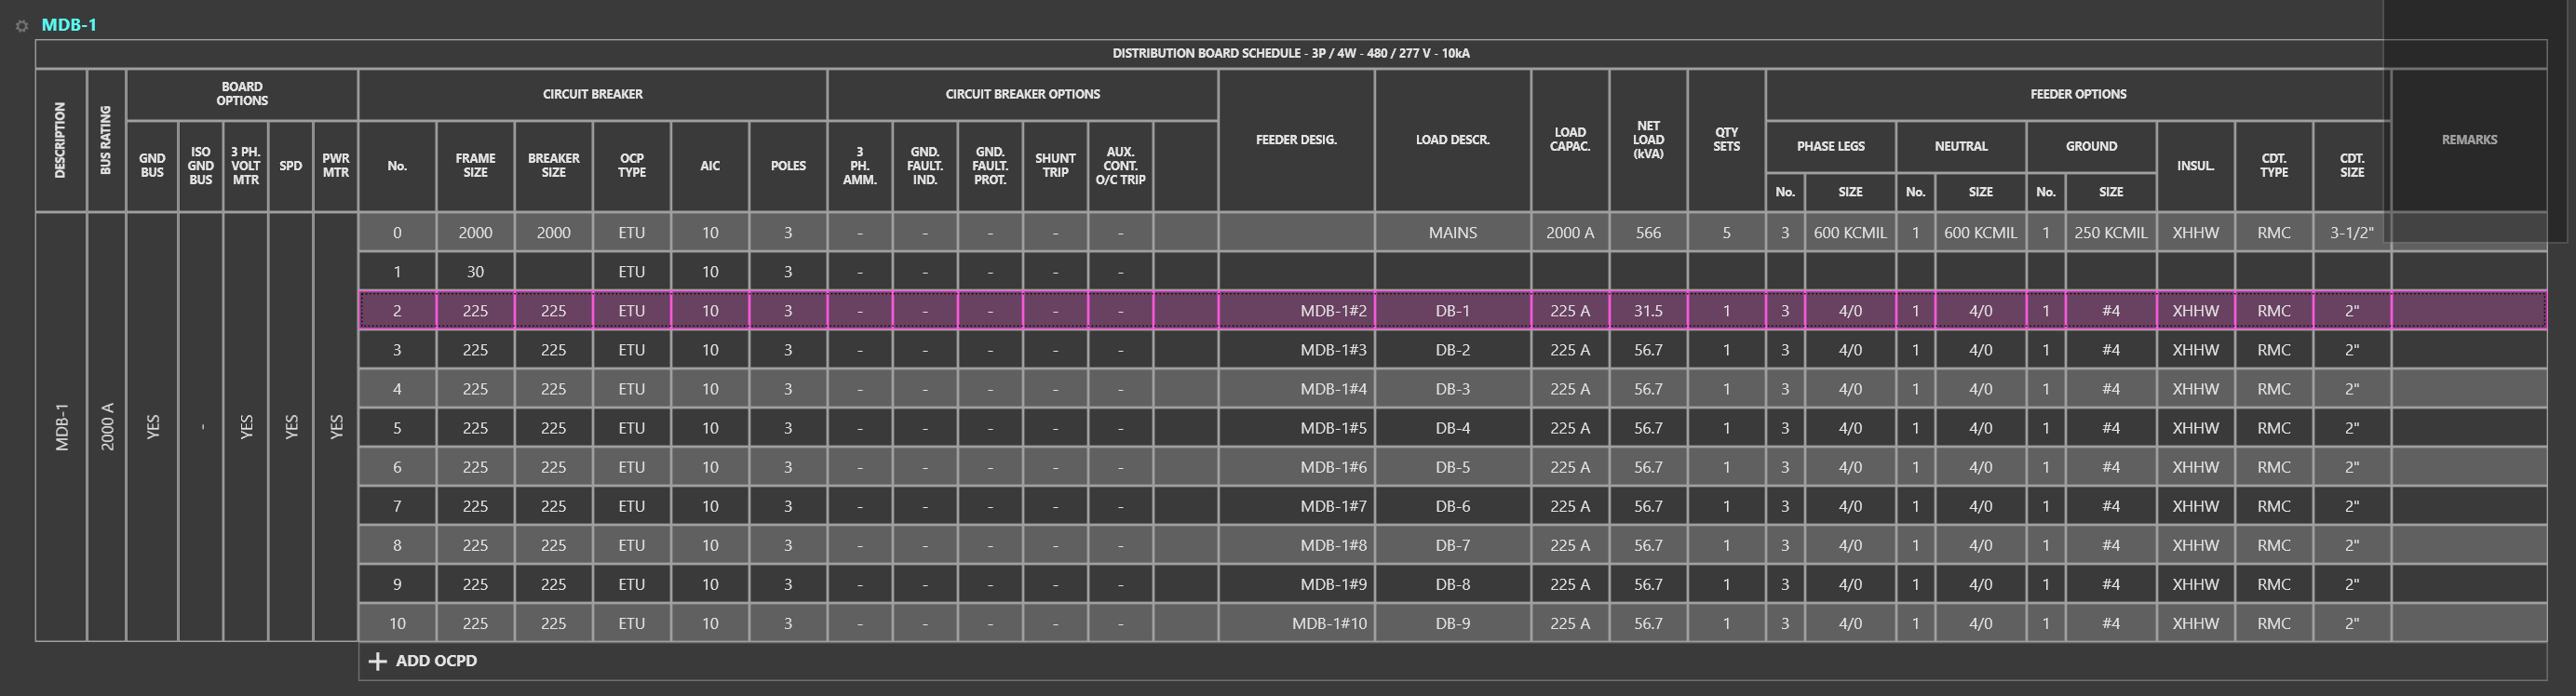 MDB-1
DISTRIBUTION BOARD SCHEDULE - 3P / 4W - 480 / 277 V - 10kA
DESCRIPTION BUS RATING BOARD OPTIONS CIRCUIT BREAKER CIRCUIT BREAKER OPTIONS FEEDER DESIG. LOAD DESCR. LOAD CAPAC. NET LOAD (kVA) QTY SETS FEEDER OPTIONS REMARKS
GND BUS ISO GND BUS 3 PH. VOLT MTR SPD PWR MTR No. FRAME SIZE BREAKER SIZE OCP TYPE AIC POLES 3 PH. AMM. GND. FAULT. IND. GND. FAULT. PROT. SHUNT TRIP AUX. CONT. O/C TRIP PHASE LEGS NEUTRAL GROUND INSUL. CDT. TYPE CDT. SIZE
No. SIZE No. SIZE No. SIZE
MDB-1 2000 A YES - YES YES YES
0 2000 2000 ETU 10 3 - - - - - MAINS 2000 A 566 5 3 600 KCMIL 1 600 KCMIL 1 250 KCMIL XHHW RMC 3-1/2"
1 30 ETU 10 3 - - - - -
2 225 225 ETU 10 3 - - - - - MDB-1#2 DB-1 225 A 31.5 1 3 4/0 1 4/0 1 #4 XHHW RMC 2"
3 225 225 ETU 10 3 - - - - - MDB-1#3 DB-2 225 A 56.7 1 3 4/0 1 4/0 1 #4 XHHW RMC 2"
4 225 225 ETU 10 3 - - - - - MDB-1#4 DB-3 225 A 56.7 1 3 4/0 1 4/0 1 #4 XHHW RMC 2"
5 225 225 ETU 10 3 - - - - - MDB-1#5 DB-4 225 A 56.7 1 3 4/0 1 4/0 1 #4 XHHW RMC 2"
6 225 225 ETU 10 3 - - - - - MDB-1#6 DB-5 225 A 56.7 1 3 4/0 1 4/0 1 #4 XHHW RMC 2"
7 225 225 ETU 10 3 - - - - - MDB-1#7 DB-6 225 A 56.7 1 3 4/0 1 4/0 1 #4 XHHW RMC 2"
8 225 225 ETU 10 3 - - - - - MDB-1#8 DB-7 225 A 56.7 1 3 4/0 1 4/0 1 #4 XHHW RMC 2"
9 225 225 ETU 10 3 - - - - - MDB-1#9 DB-8 225 A 56.7 1 3 4/0 1 4/0 1 #4 XHHW RMC 2"
10 225 225 ETU 10 3 - - - - - MDB-1#10 DB-9 225 A 56.7 1 3 4/0 1 4/0 1 #4 XHHW RMC 2"
+ ADD OCPD